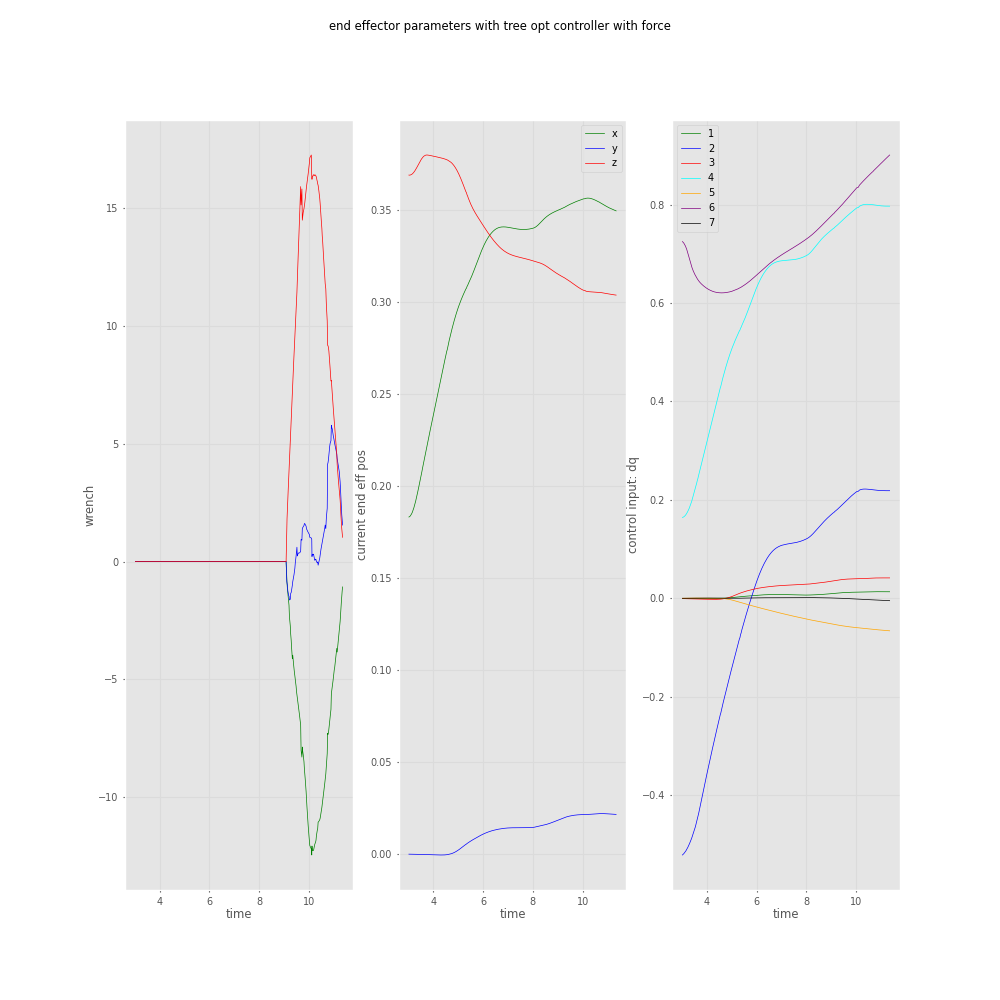 end effector parameters with tree opt controller with force
wrench
15
10
5
0
−5
−10
4 6 8 10
time
current end eff pos
0.35
0.30
0.25
0.20
0.15
0.10
0.05
0.00
x
y
z
4 6 8 10
time
control input: dq
0.8
0.6
0.4
0.2
0.0
−0.2
−0.4
1
2
3
4
5
6
7
4 6 8 10
time